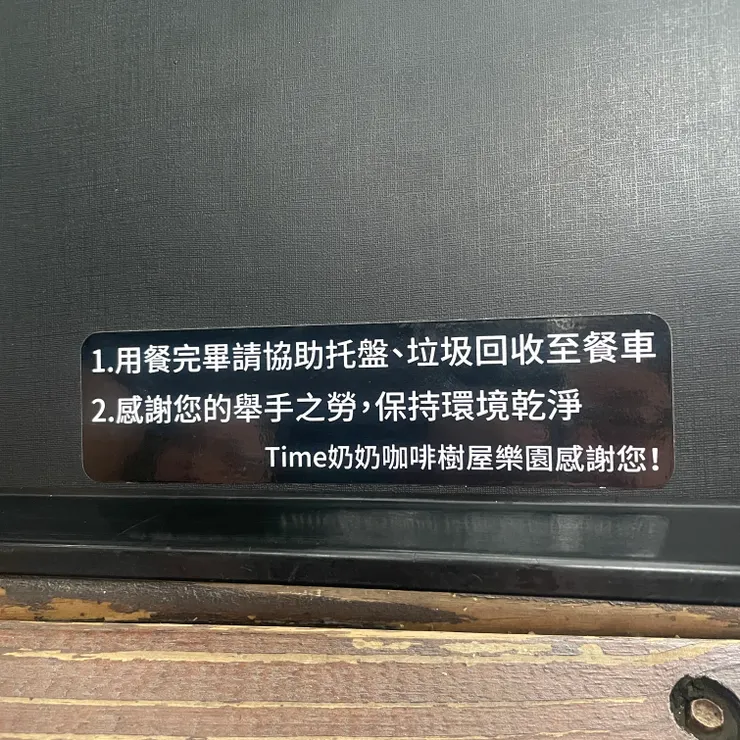 1.用餐完畢請協助托盤、垃圾回收至餐車
2.感謝您的舉手之勞,保持環境乾淨
Time奶奶咖啡樹屋樂園感謝您!